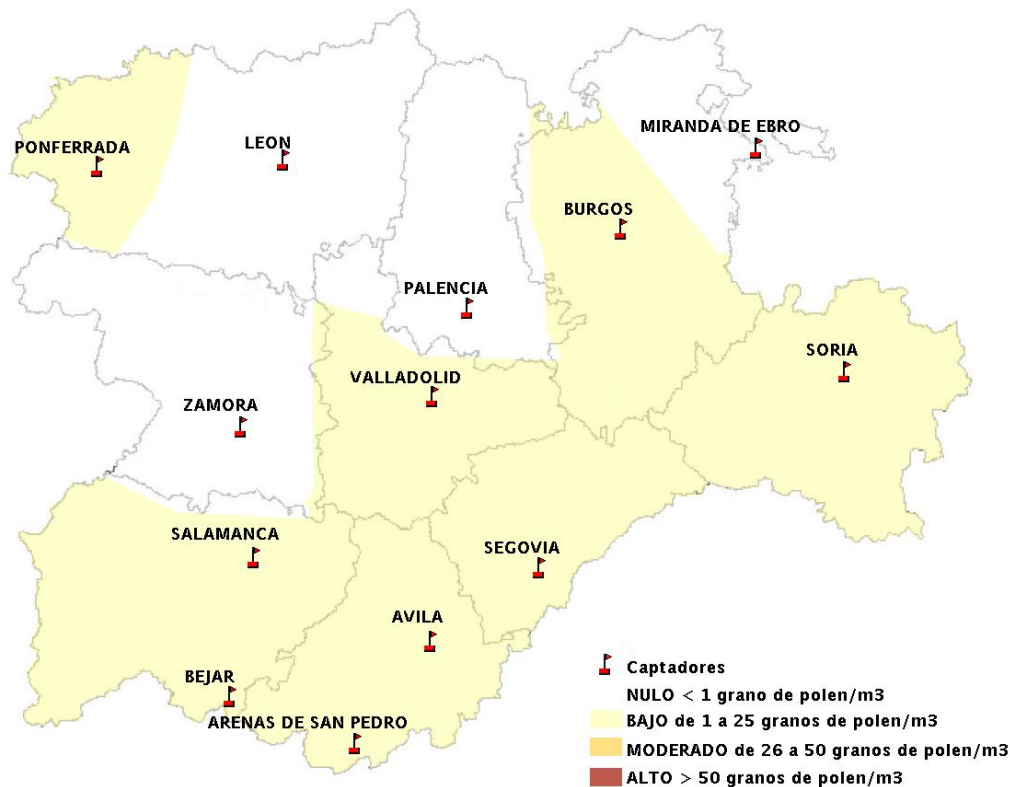 MIRANDA DE EBRO
PONFERRADA
LEON
BURGOS
PALENCIA
SORIA
VALLADOLID
ZAMORA
SALAMANCA
SEGOVIA
AVILA
BEJAR
ARENAS DE SAN PEDRO
Captadores
NULO < 1 grano de polen/m3
BAJO de 1 a 25 granos de polen/m3
MODERADO de 26 a 50 granos de polen/m3
ALTO > 50 granos de polen/m3